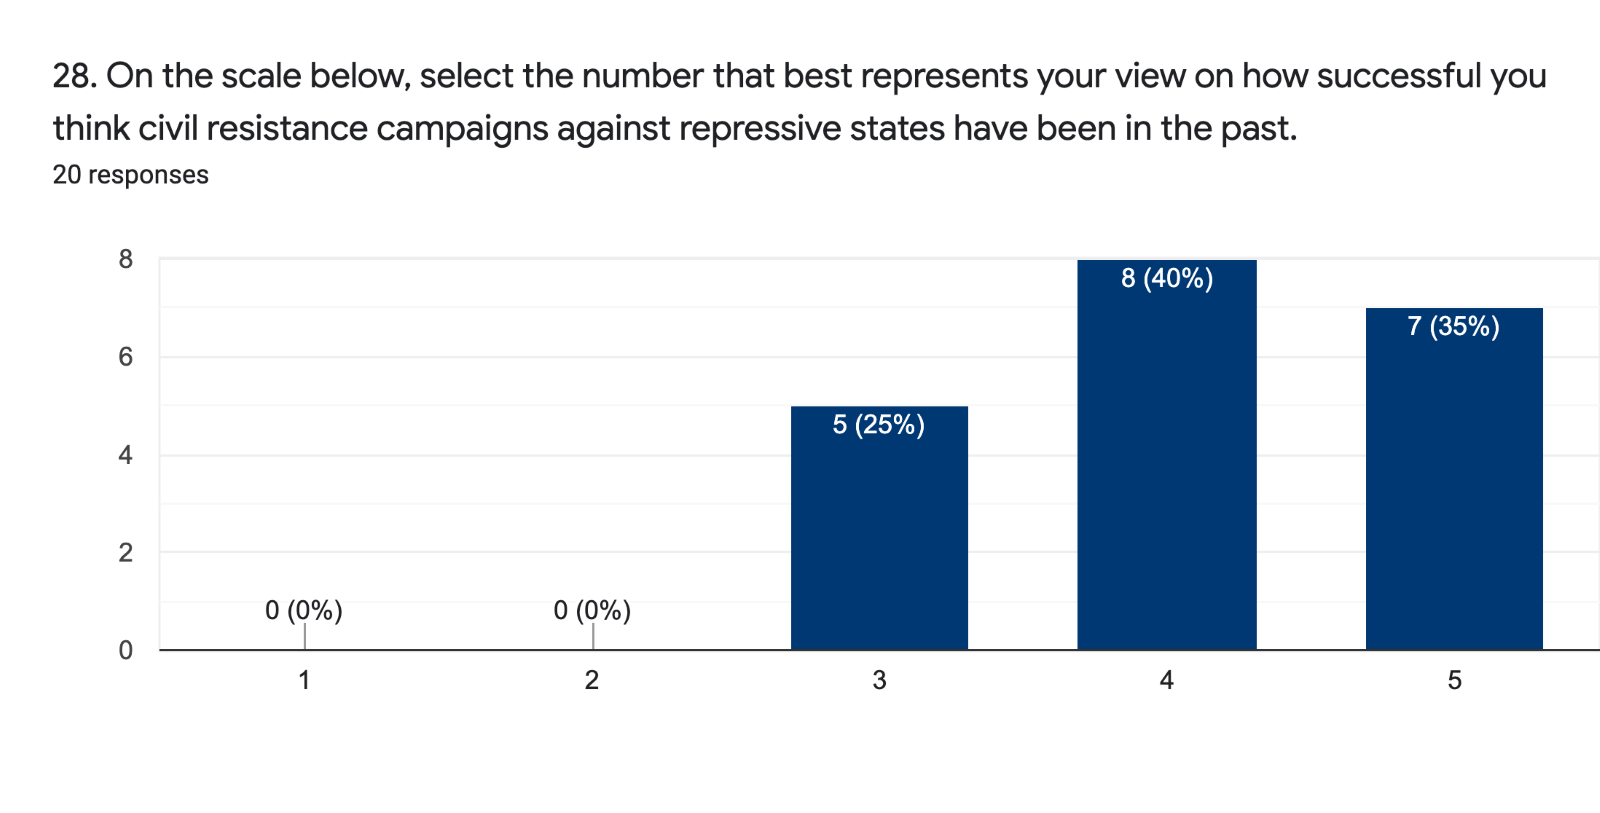 28. On the scale below, select the number that best represents your view on how successful you
think civil resistance campaigns against repressive states have been in the past.
20 responses
8
6
4
2
0
0 (0%)
0 (0%)
5 (25%)
8 (40%)
7 (35%)
1 2 3 4 5